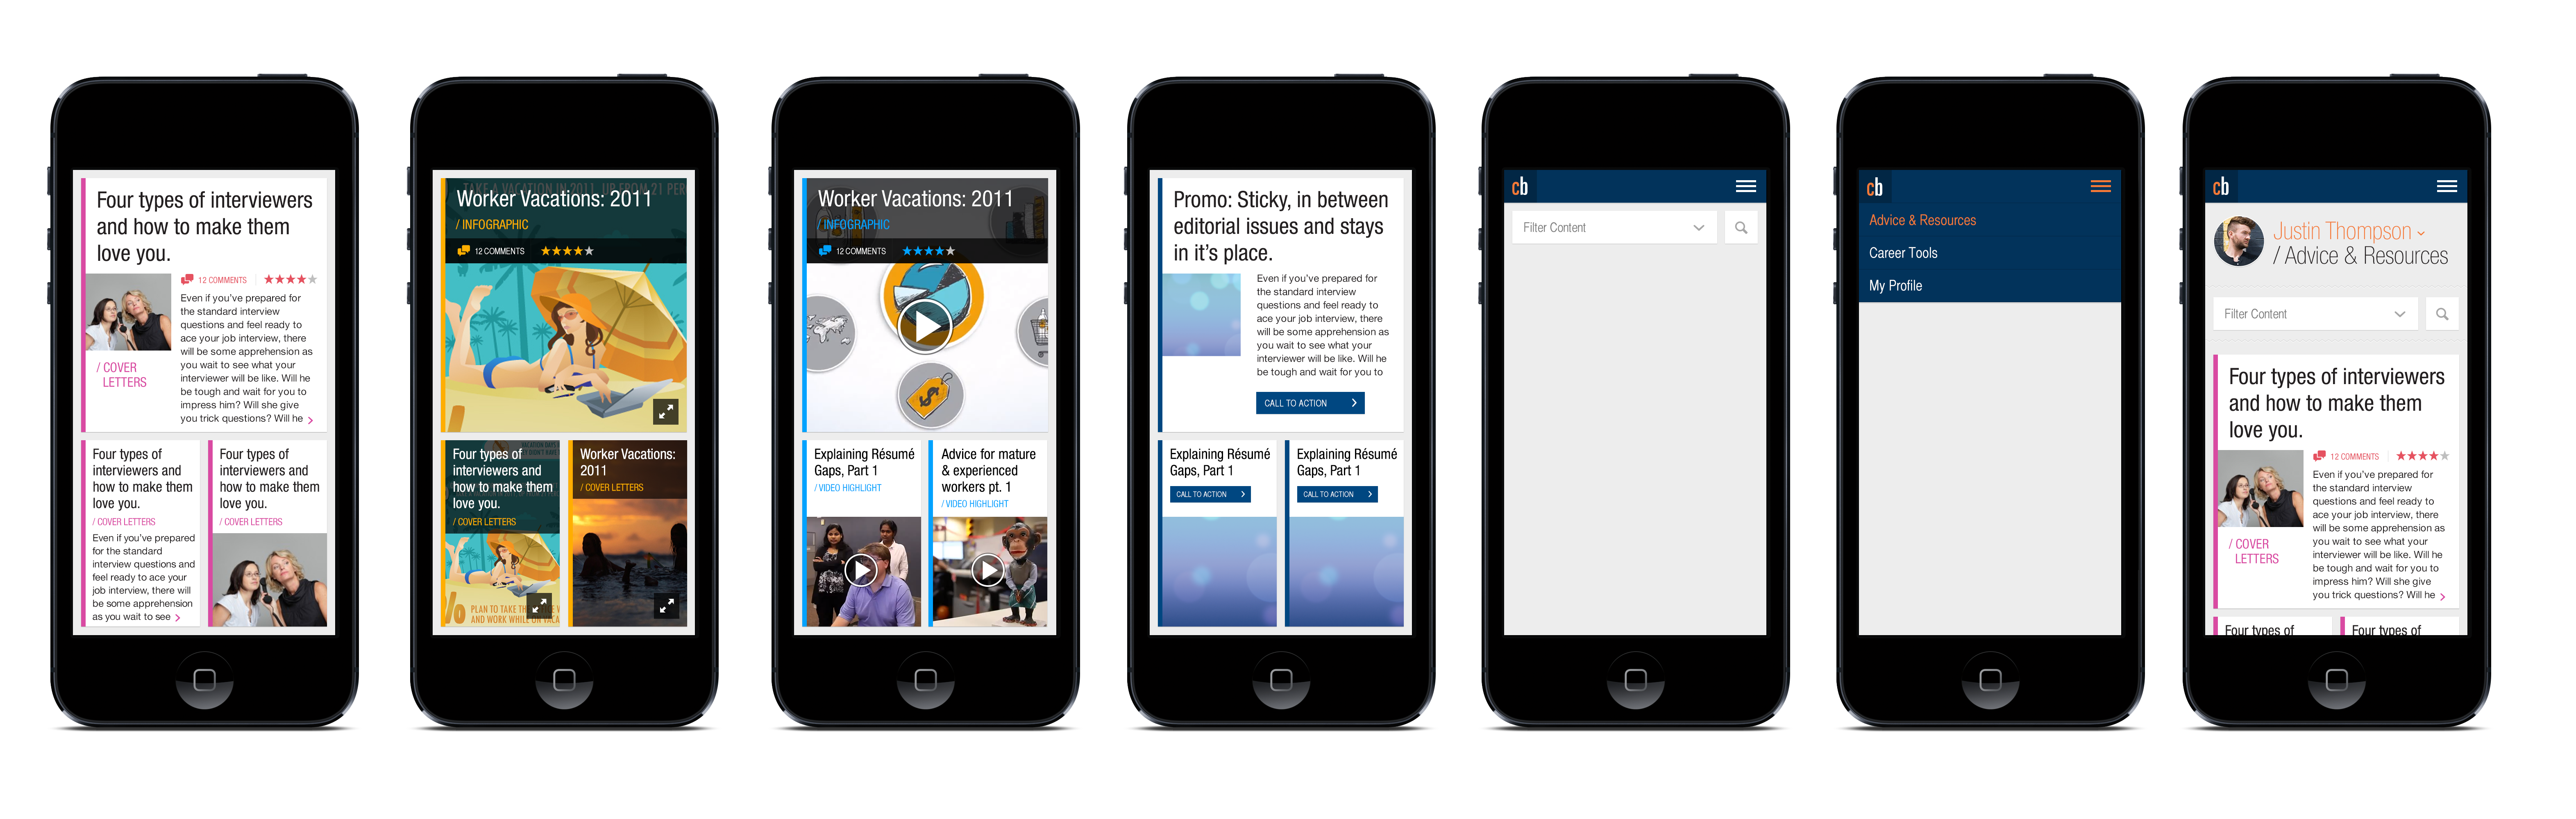 Four types of interviewers
and how to make them
love you.
12 COMMENTS
Even if you've prepared for
the standard interview
questions and feel ready to
ace your job interview, there
will be some apprehension as
you wait to see what your
interviewer will be like. Will he
be tough and wait for you to
impress him? Will she give
you trick questions? Will he
/ COVER
LETTERS
Four types of
interviewers and
how to make them
love you.
/ COVER LETTERS
Even if you've prepared
for the standard
interview questions and
feel ready to ace your
job interview, there will
be some apprehension
as you wait to see
Four types of
interviewers and
how to make them
love you.
/ COVER LETTERS
TAKE A VACATION IN 2011, UP FROM 21 PER
Worker Vacations: 2011
/ INFOGRAPHIC
12 COMMENTS
Four types of
interviewers and
how to make them
love you.
/ COVER LETTERS
% PLAN TO TAKE
AND WORK WHILE ON VACA
Worker Vacations:
2011
/ COVER LETTERS
Worker Vacations: 2011
/ INFOGRAPHIC
12 COMMENTS
$
Explaining Résumé
Gaps, Part 1
/ VIDEO HIGHLIGHT
Advice for mature
& experienced
workers pt. 1
/ VIDEO HIGHLIGHT
Promo: Sticky, in between
editorial issues and stays
in it's place.
Even if you've prepared for
the standard interview
questions and feel ready to
ace your job interview, there
will be some apprehension as
you wait to see what your
interviewer will be like. Will he
be tough and wait for you to
CALL TO ACTION
Explaining Résumé
Gaps, Part 1
CALL TO ACTION
Explaining Résumé
Gaps, Part 1
CALL TO ACTION
cb
Filter Content
cb
Advice & Resources
Career Tools
My Profile
cb
Justin Thompson
/ Advice & Resources
Filter Content
Four types of interviewers
and how to make them
love you.
12 COMMENTS
Even if you've prepared for
the standard interview
questions and feel ready to
ace your job interview, there
will be some apprehension as
you wait to see what your
interviewer will be like. Will he
be tough and wait for you to
impress him? Will she give
you trick questions? Will he
/ COVER
LETTERS
Four types of
Four types of